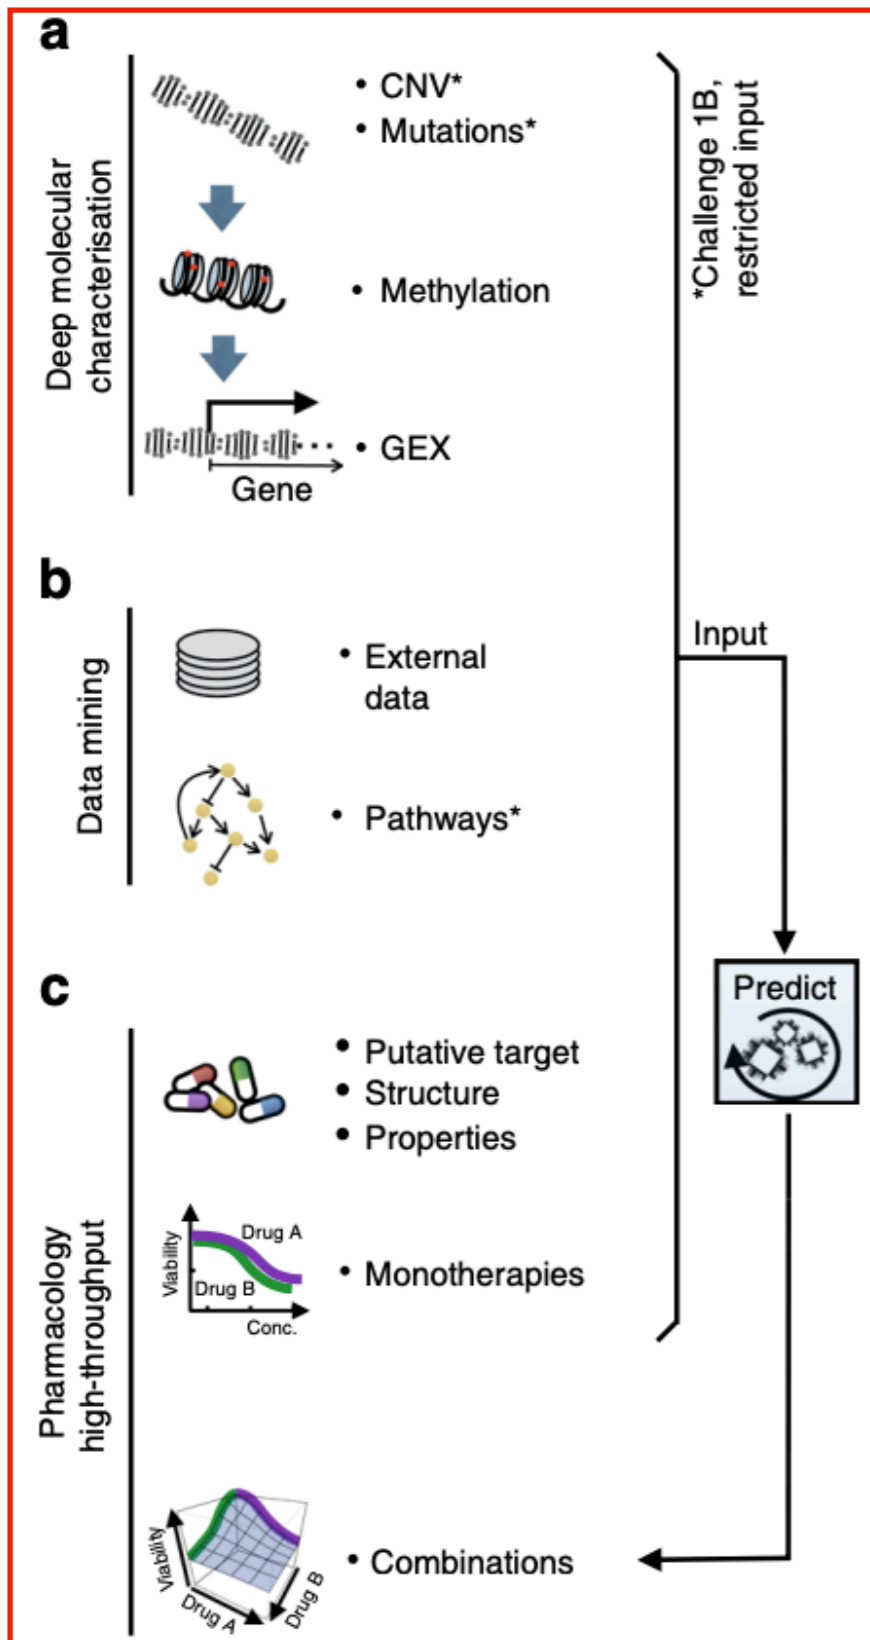 a
Deep molecular
characterisation
• CNV*
• Mutations*
• Methylation
• GEX
Gene
*Challenge 1B,
restricted input
b
Data mining
• External
data
• Pathways*
Input
Predict
c
Pharmacology
high-throughput
• Putative target
• Structure
• Properties
Viability
Drug A
Drug B
Conc.
• Monotherapies
Viability
Drug A
Drug B
• Combinations